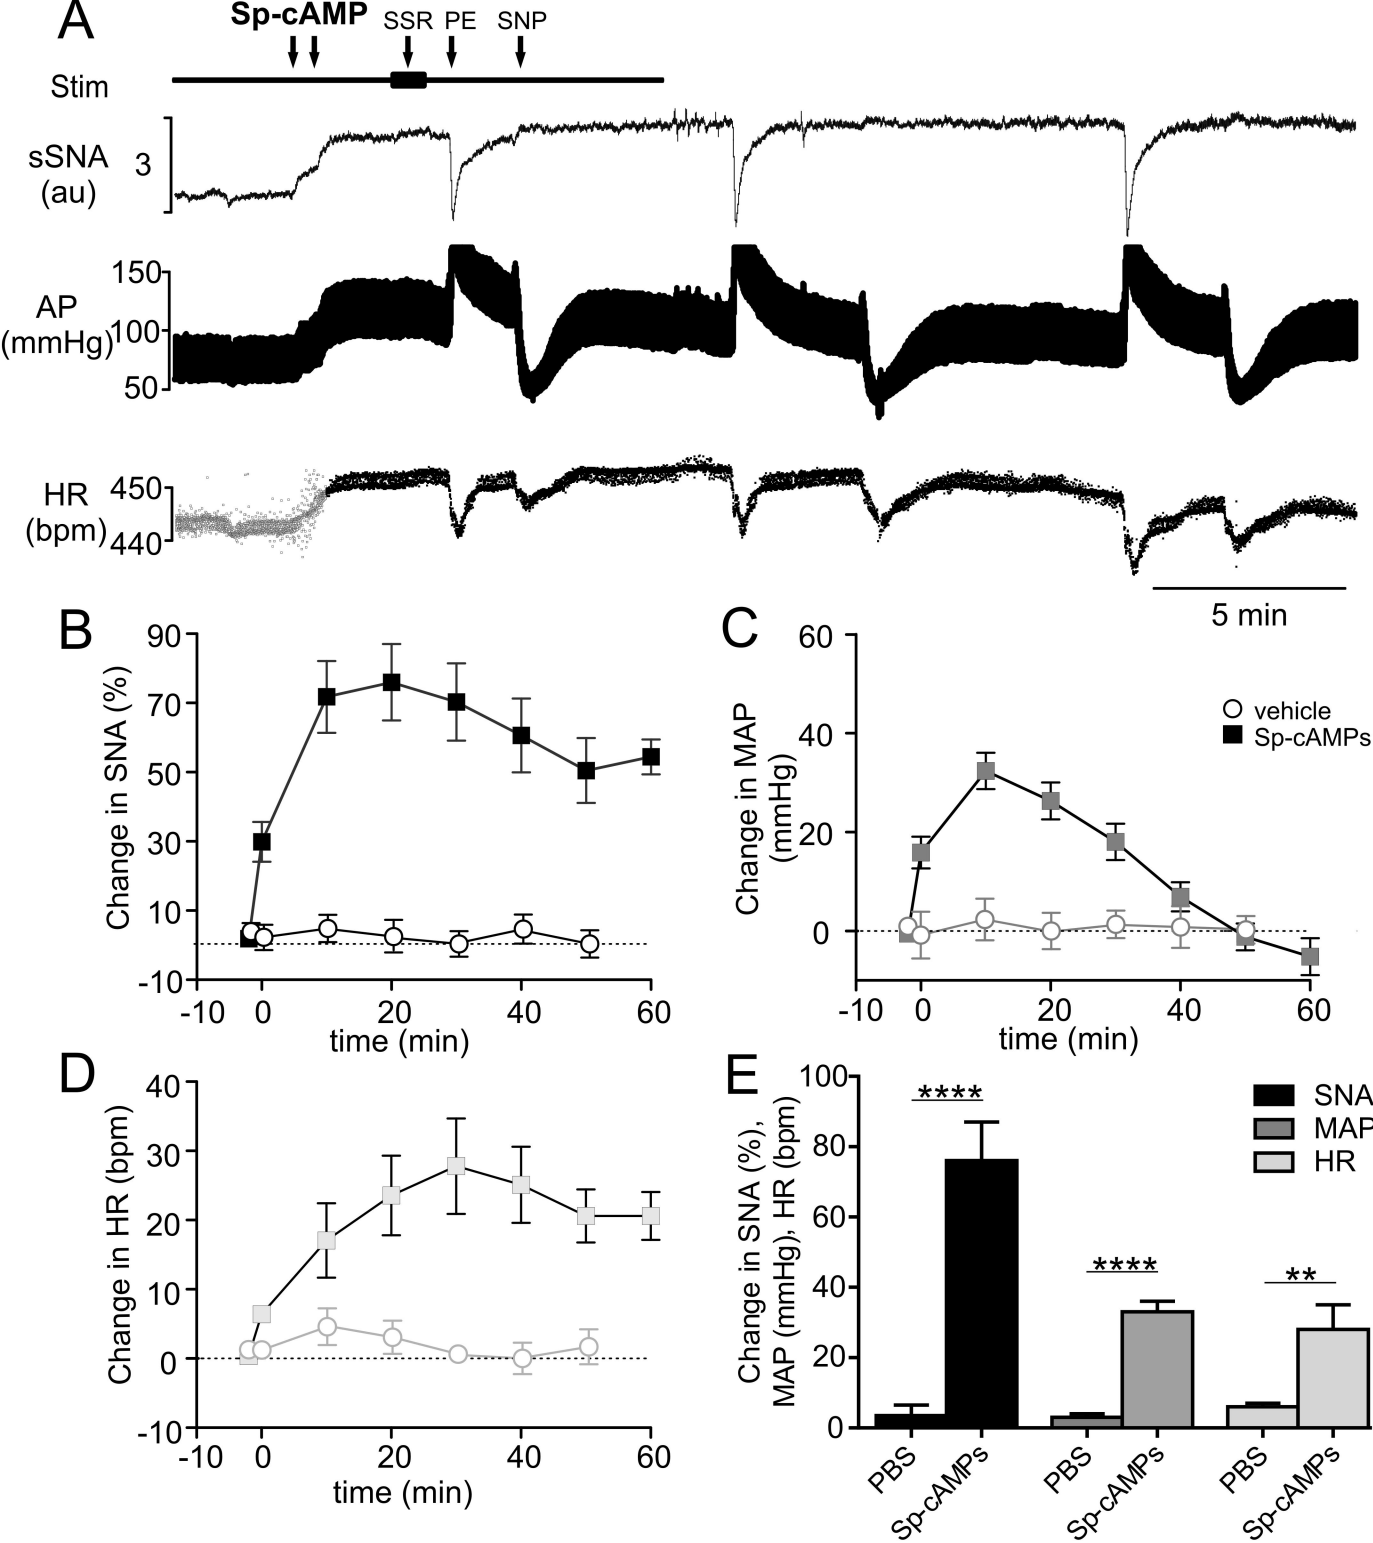 A
Sp-cAMP SSR PE SNP
Stim
sSNA
(au)
3
AP
(mmHg)
150
100
50
HR
(bpm)
450
440
5 min
B
Change in SNA (%)
90
70
50
30
10
-10
-10 0 20 40 60
time (min)
C
Change in MAP
(mmHg)
60
40
20
0
vehicle
Sp-cAMPs
-10 0 20 40 60
time (min)
D
Change in HR (bpm)
40
30
20
10
0
-10
-10 0 20 40 60
time (min)
E
Change in SNA (%),
MAP (mmHg), HR (bpm)
100
80
60
40
20
0
****
****
**
SNA
MAP
HR
PBS
Sp-cAMPs
PBS
Sp-cAMPs
PBS
Sp-cAMPs